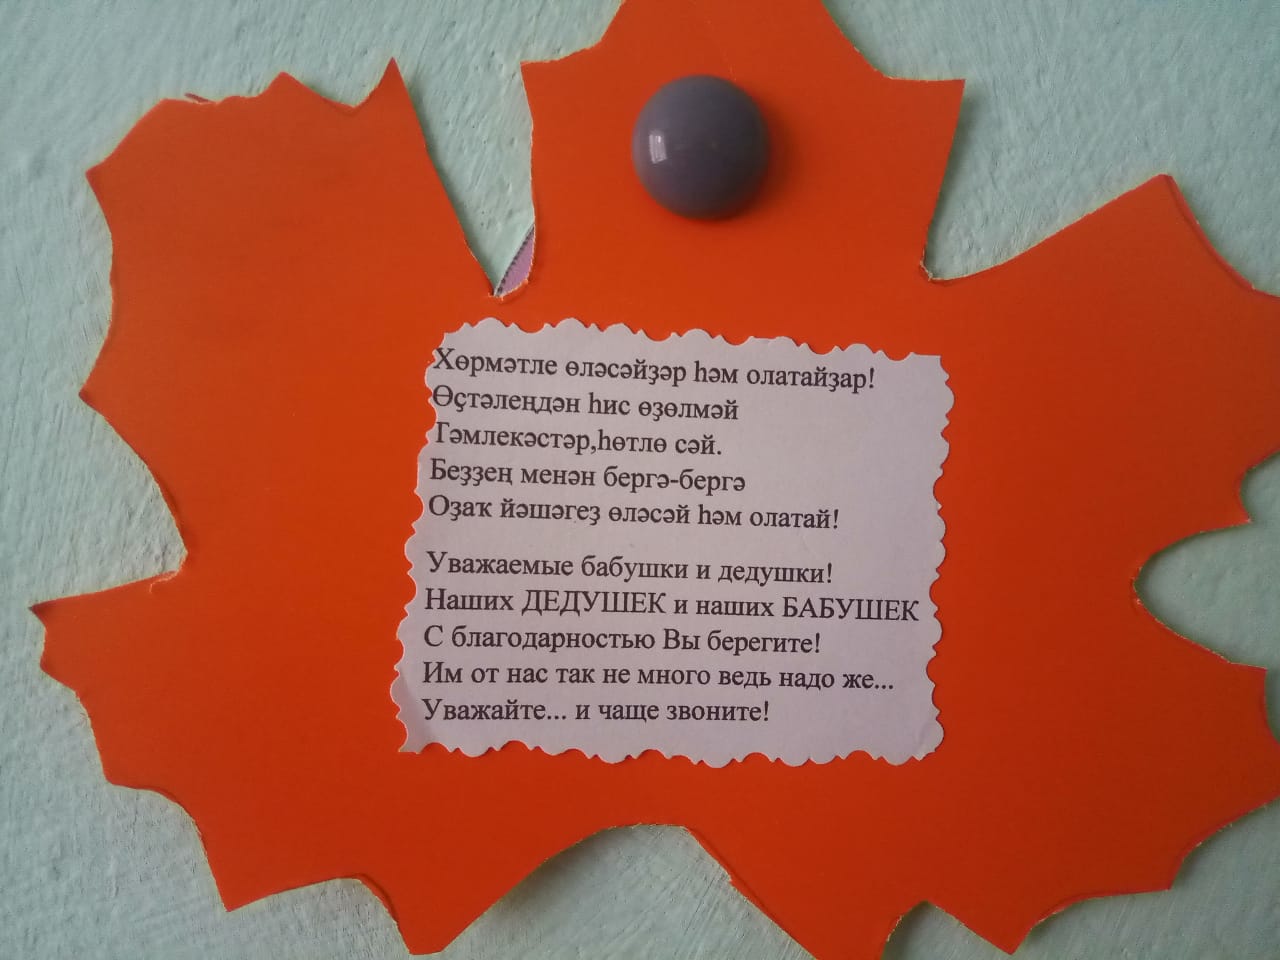 Хөрмәтле өләсәйҙәр һәм олатайҙар!
Өҫтәлеңдән һис өҙөлмәй
Гәмлекәстәр,һөтлө сәй.
Беҙҙең менән бергә-бергә
Оҙаҡ йәшәгеҙ өләсәй һәм олатай!
Уважаемые бабушки и дедушки!
Наших ДЕДУШЕК и наших БАБУШЕК
С благодарностью Вы берегите!
Им от нас так не много ведь надо же...
Уважайте... и чаще звоните!